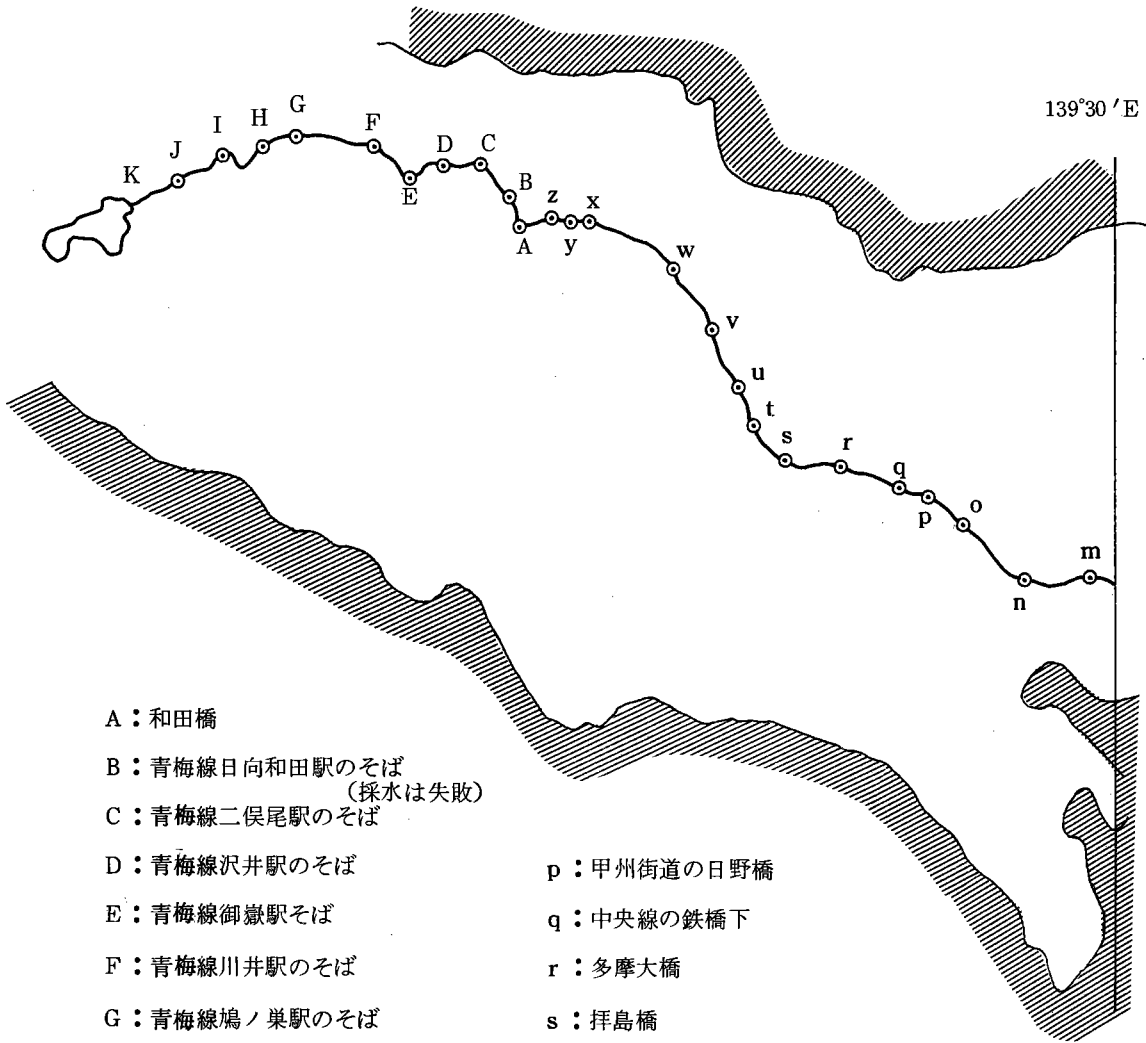 139°30′E
G
I
H
F
D
C
J
K
B
E
z
x
A
y
w
v
u
t
s
r
q
p
o
m
n
A：和田橋
B：青梅線日向和田駅のそば
（採水は失敗）
C：青梅線二俣尾駅のそば
D：青梅線沢井駅のそば
E：青梅線御嶽駅そば
F：青梅線川井駅のそば
G：青梅線鳩ノ巣駅のそば
p：甲州街道の日野橋
q：中央線の鉄橋下
r：多摩大橋
s：拝島橋